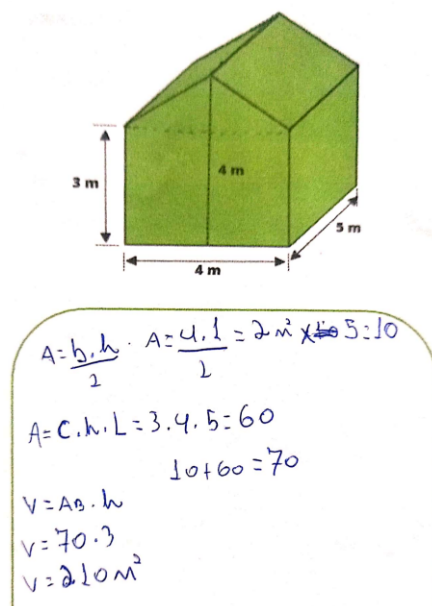 4 m
3 m
5 m
4 m
A = b.h/2 . A = 4.1/2 = 2 m² x 5 = 10
A = C.h.L = 3.4.5 = 60
10+60 = 70
V = AB.h
V = 70.3
V = 210 m²